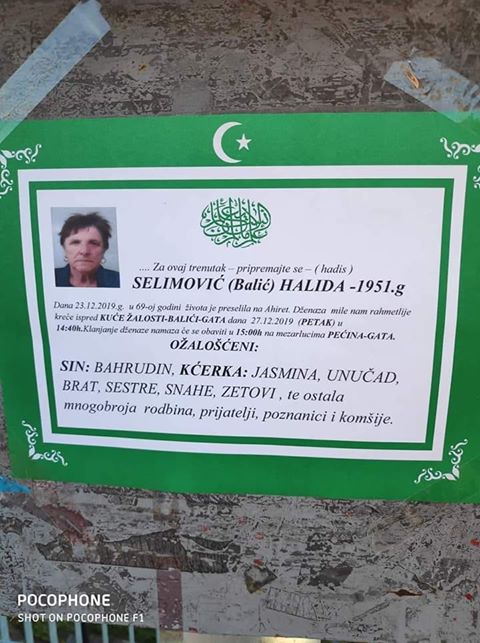 .... Za ovaj trenutak – pripremajte se – ( hadis )
SELIMOVIĆ (Balić) HALIDA -1951.g
Dana 23.12.2019.g. u 69-oj godini života je preselila na Ahiret. Dženaza mile nam rahmetlije
kreće ispred KUĆE ŽALOSTI-BALIĆI-GATA dana 27.12.2019 (PETAK) u
14:40h.Klanjanje dženaze namaza će se obaviti u 15:00h na mezarlucima PEĆINA-GATA.
OŽALOŠĆENI:
SIN: BAHRUDIN, KĆERKA: JASMINA, UNUČAD,
BRAT, SESTRE, SNAHE, ZETOVI , te ostala
mnogobroja rodbina, prijatelji, poznanici i komšije.
POCOPHONE
SHOT ON POCOPHONE F1